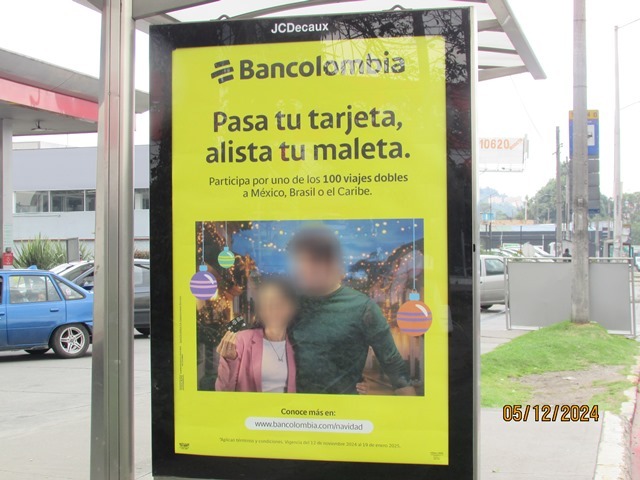 JCDecaux
Bancolombia
Pasa tu tarjeta,
alista tu maleta.
Participa por uno de los 100 viajes dobles
a México, Brasil o el Caribe.
10620
Conoce más en:
www.bancolombia.com/navidad
05/12/2024